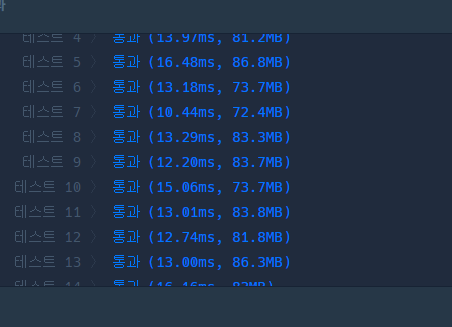 테스트 4 〉 통과 (13.97ms, 81.2MB)
테스트 5 〉 통과 (16.48ms, 86.8MB)
테스트 6 〉 통과 (13.18ms, 73.7MB)
테스트 7 〉 통과 (10.44ms, 72.4MB)
테스트 8 〉 통과 (13.29ms, 83.3MB)
테스트 9 〉 통과 (12.20ms, 83.7MB)
테스트 10 〉 통과 (15.06ms, 73.7MB)
테스트 11 〉 통과 (13.01ms, 83.8MB)
테스트 12 〉 통과 (12.74ms, 81.8MB)
테스트 13 〉 통과 (13.00ms, 86.3MB)
테스트 14 〉 통과 (16.16ms, 83MB)